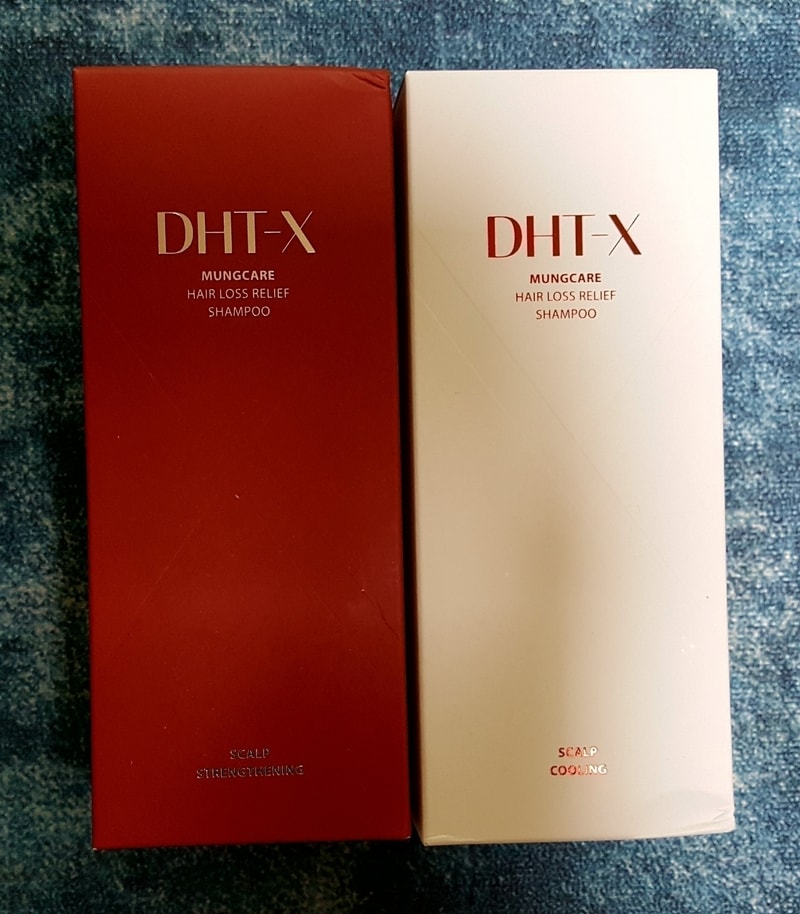 DHT-X
MUNGCARE
HAIR LOSS RELIEF
SHAMPOO
SCALP
STRENGTHENING
DHT-X
MUNGCARE
HAIR LOSS RELIEF
SHAMPOO
SCALP
COOLING